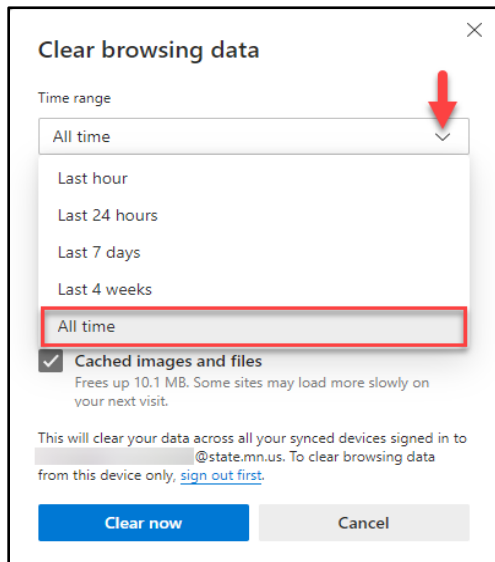 Clear browsing data
Time range
All time
Last hour
Last 24 hours
Last 7 days
Last 4 weeks
All time
Cached images and files
Frees up 10.1 MB. Some sites may load more slowly on
your next visit.
This will clear your data across all your synced devices signed in to
@state.mn.us. To clear browsing data
from this device only, sign out first.
Clear now
Cancel